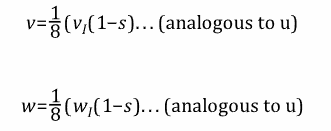 v=1/8(v_I(1−s)… (analogous to u)
w=1/8(w_I(1−s)… (analogous to u)